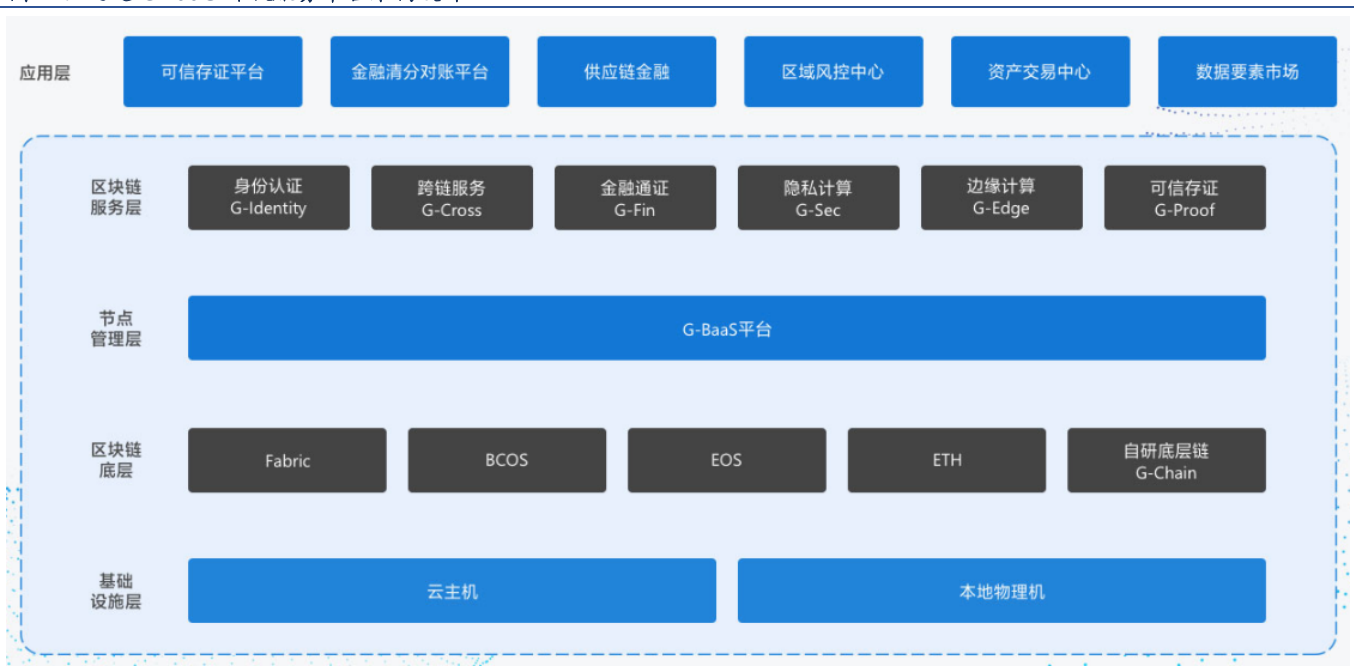 应用层
可信存证平台
金融清分对账平台
供应链金融
区域风控中心
资产交易中心
数据要素市场
区块链
服务层
身份认证
G-Identity
跨链服务
G-Cross
金融通证
G-Fin
隐私计算
G-Sec
边缘计算
G-Edge
可信存证
G-Proof
节点
管理层
G-BaaS平台
区块链
底层
Fabric
BCOS
EOS
ETH
自研底层链
G-Chain
基础
设施层
云主机
本地物理机